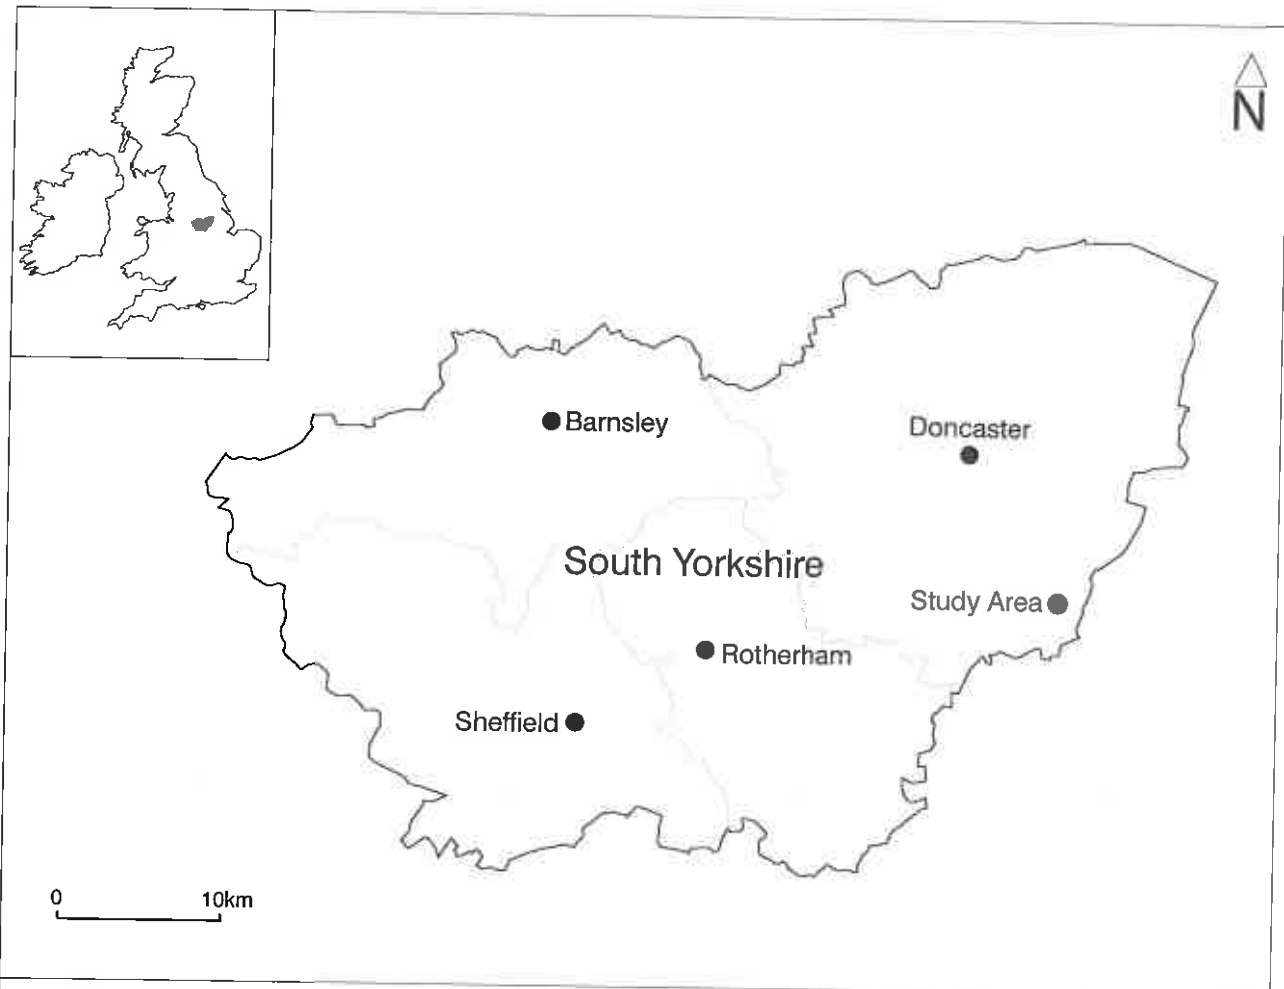 N
Barnsley
Doncaster
South Yorkshire
Study Area
Rotherham
Sheffield
0 10km